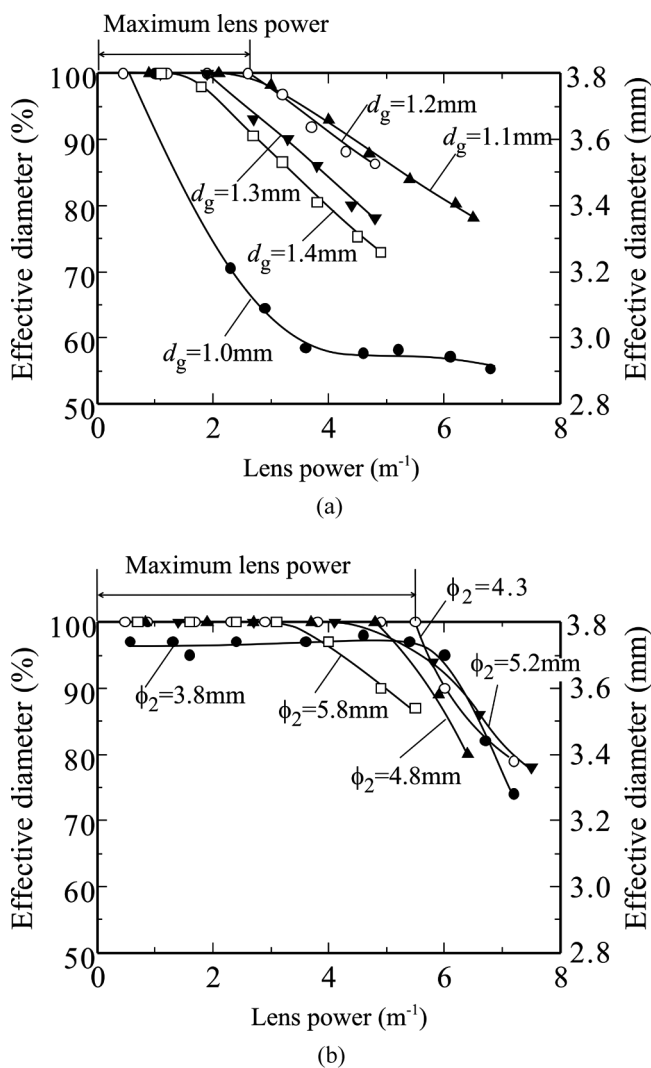 Maximum lens power
100
90
80
70
60
50
Effective diameter (%)
3.8
3.6
3.4
3.2
3.0
2.8
Effective diameter (mm)
dg=1.2mm
dg=1.1mm
dg=1.3mm
dg=1.4mm
dg=1.0mm
0 2 4 6 8
Lens power (m-1)
(a)
Maximum lens power
100
90
80
70
60
50
Effective diameter (%)
3.8
3.6
3.4
3.2
3.0
2.8
Effective diameter (mm)
ϕ2=4.3
ϕ2=5.2mm
ϕ2=3.8mm
ϕ2=5.8mm
ϕ2=4.8mm
0 2 4 6 8
Lens power (m-1)
(b)